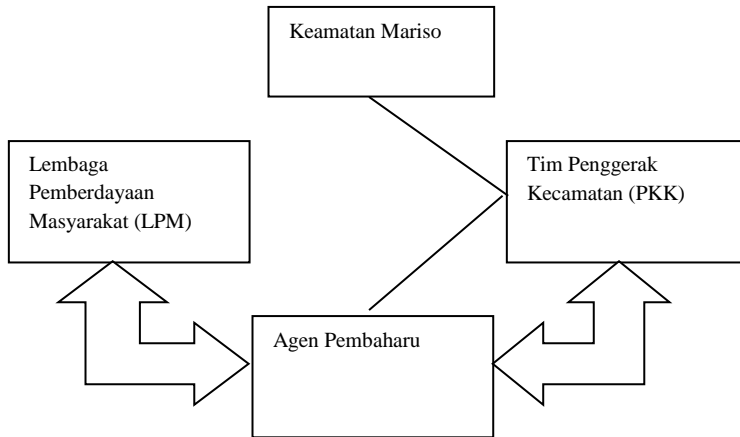 Keamatan Mariso
Lembaga
Pemberdayaan
Masyarakat (LPM)
Tim Penggerak
Kecamatan (PKK)
Agen Pembaharu